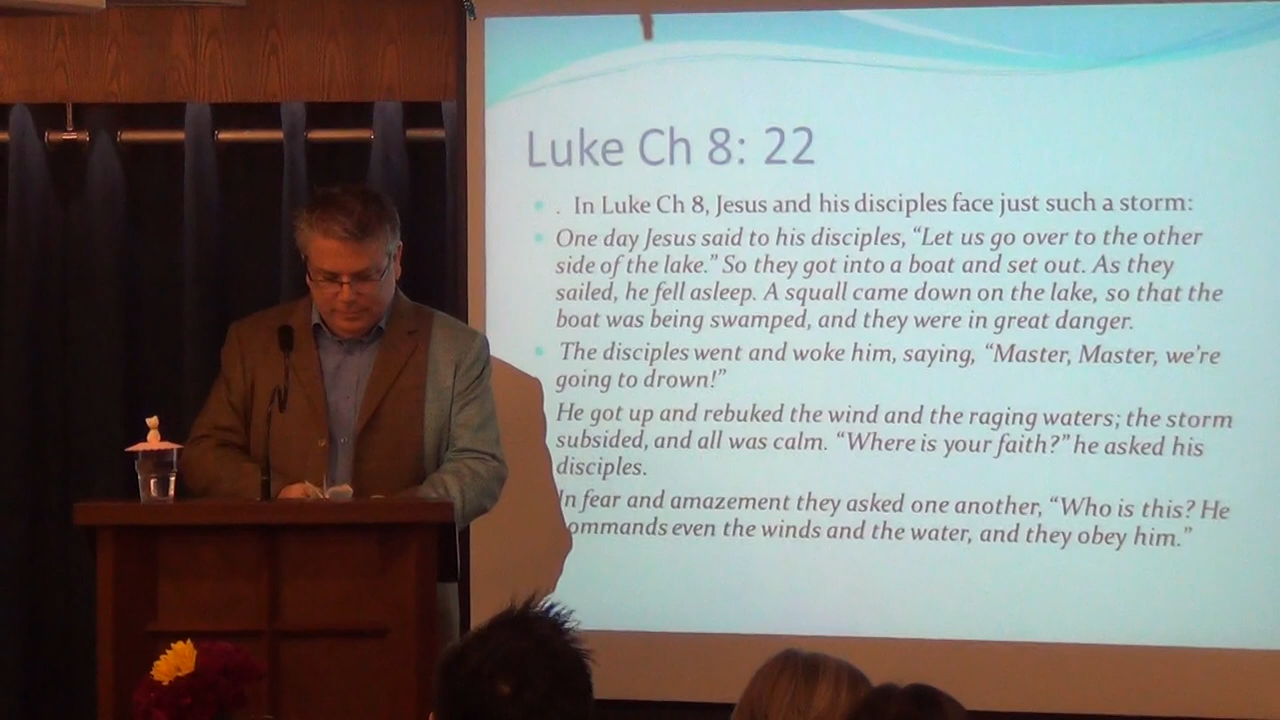 Luke Ch 8: 22
. In Luke Ch 8, Jesus and his disciples face just such a storm:
One day Jesus said to his disciples, “Let us go over to the other
side of the lake.” So they got into a boat and set out. As they
sailed, he fell asleep. A squall came down on the lake, so that the
boat was being swamped, and they were in great danger.
The disciples went and woke him, saying, “Master, Master, we’re
going to drown!”
He got up and rebuked the wind and the raging waters; the storm
subsided, and all was calm. “Where is your faith?” he asked his
disciples.
In fear and amazement they asked one another, “Who is this? He
ommands even the winds and the water, and they obey him.”